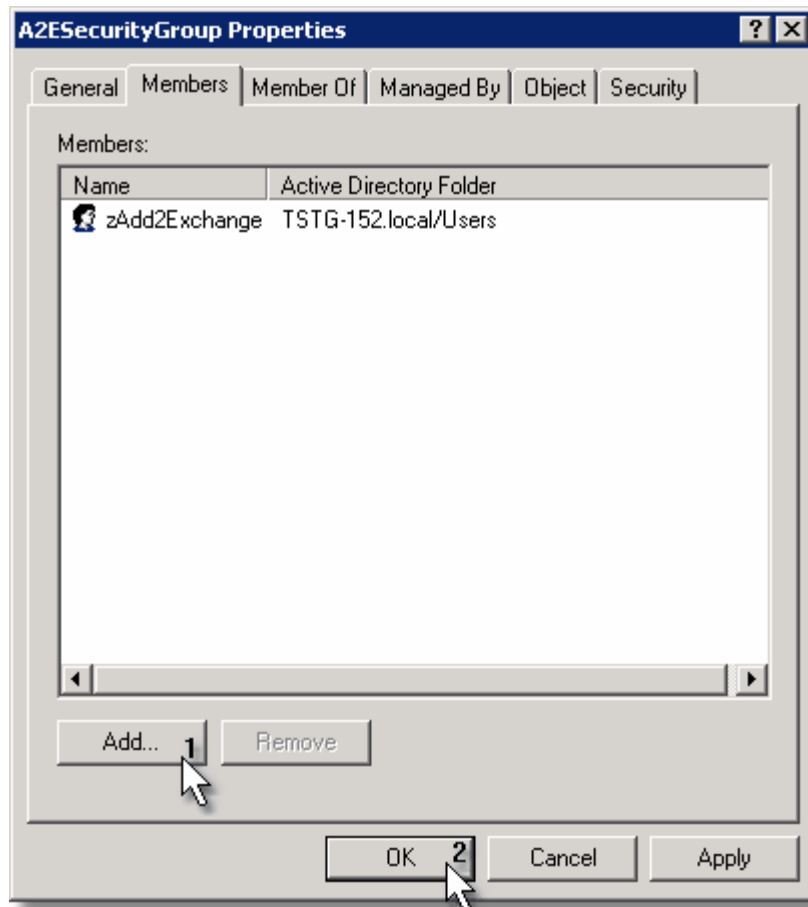 A2ESecurityGroup Properties
General Members Member Of Managed By Object Security
Members:
Name Active Directory Folder
zAdd2Exchange TSTG-152.local/Users
Add... 1 Remove
OK 2 Cancel Apply